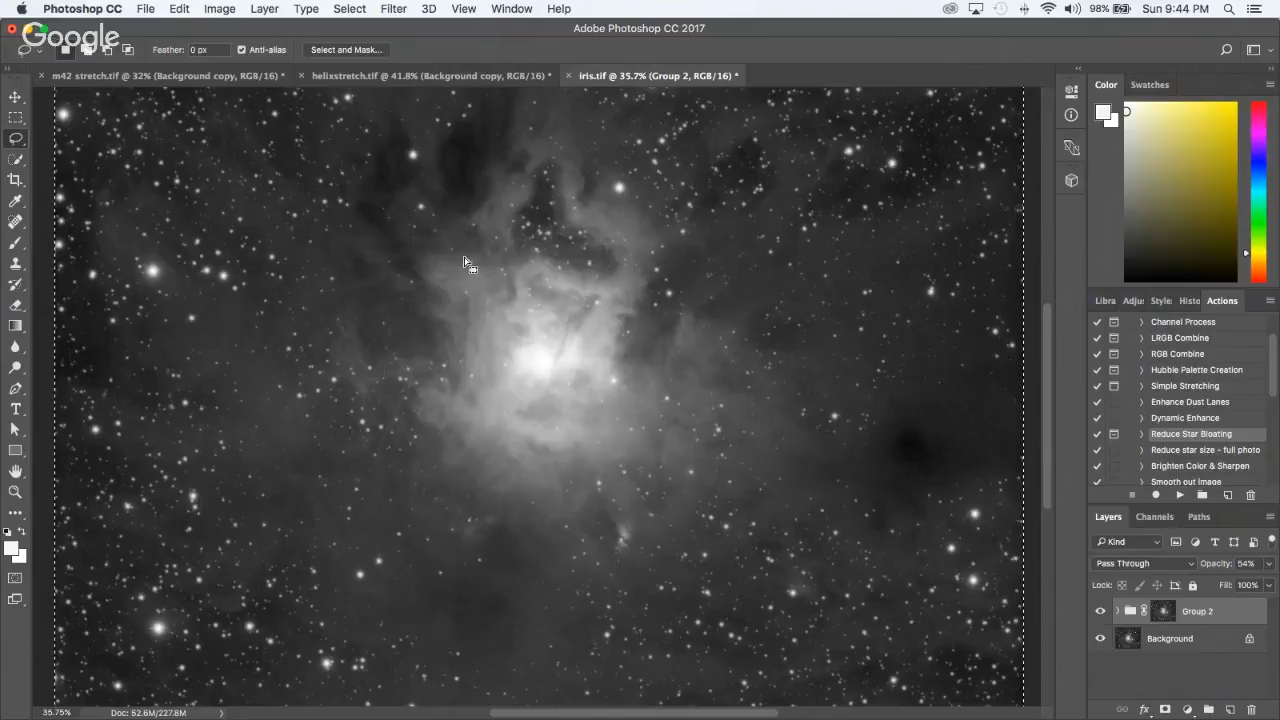 Photoshop CC File Edit Image Layer Type Select Filter 3D View Window Help 98% Sun 9:44 PM
Adobe Photoshop CC 2017
Google
Feather: 0 px Anti-alias Select and Mask...
m42 stretch.tif @ 32% (Background copy, RGB/16) * helixstretch.tif @ 41.8% (Background copy, RGB/16) * iris.tif @ 35.7% (Group 2, RGB/16) *
Color Swatches
Libra Adjus Styles Histo Actions
Channel Process
LRGB Combine
RGB Combine
Hubble Palette Creation
Simple Stretching
Enhance Dust Lanes
Dynamic Enhance
Reduce Star Bloating
Reduce star size - full photo
Brighten Color & Sharpen
Smooth out Image
Layers Channels Paths
Kind
Pass Through Opacity: 54%
Lock: Fill: 100%
Group 2
Background
35.75% Doc: 52.6M/227.8M